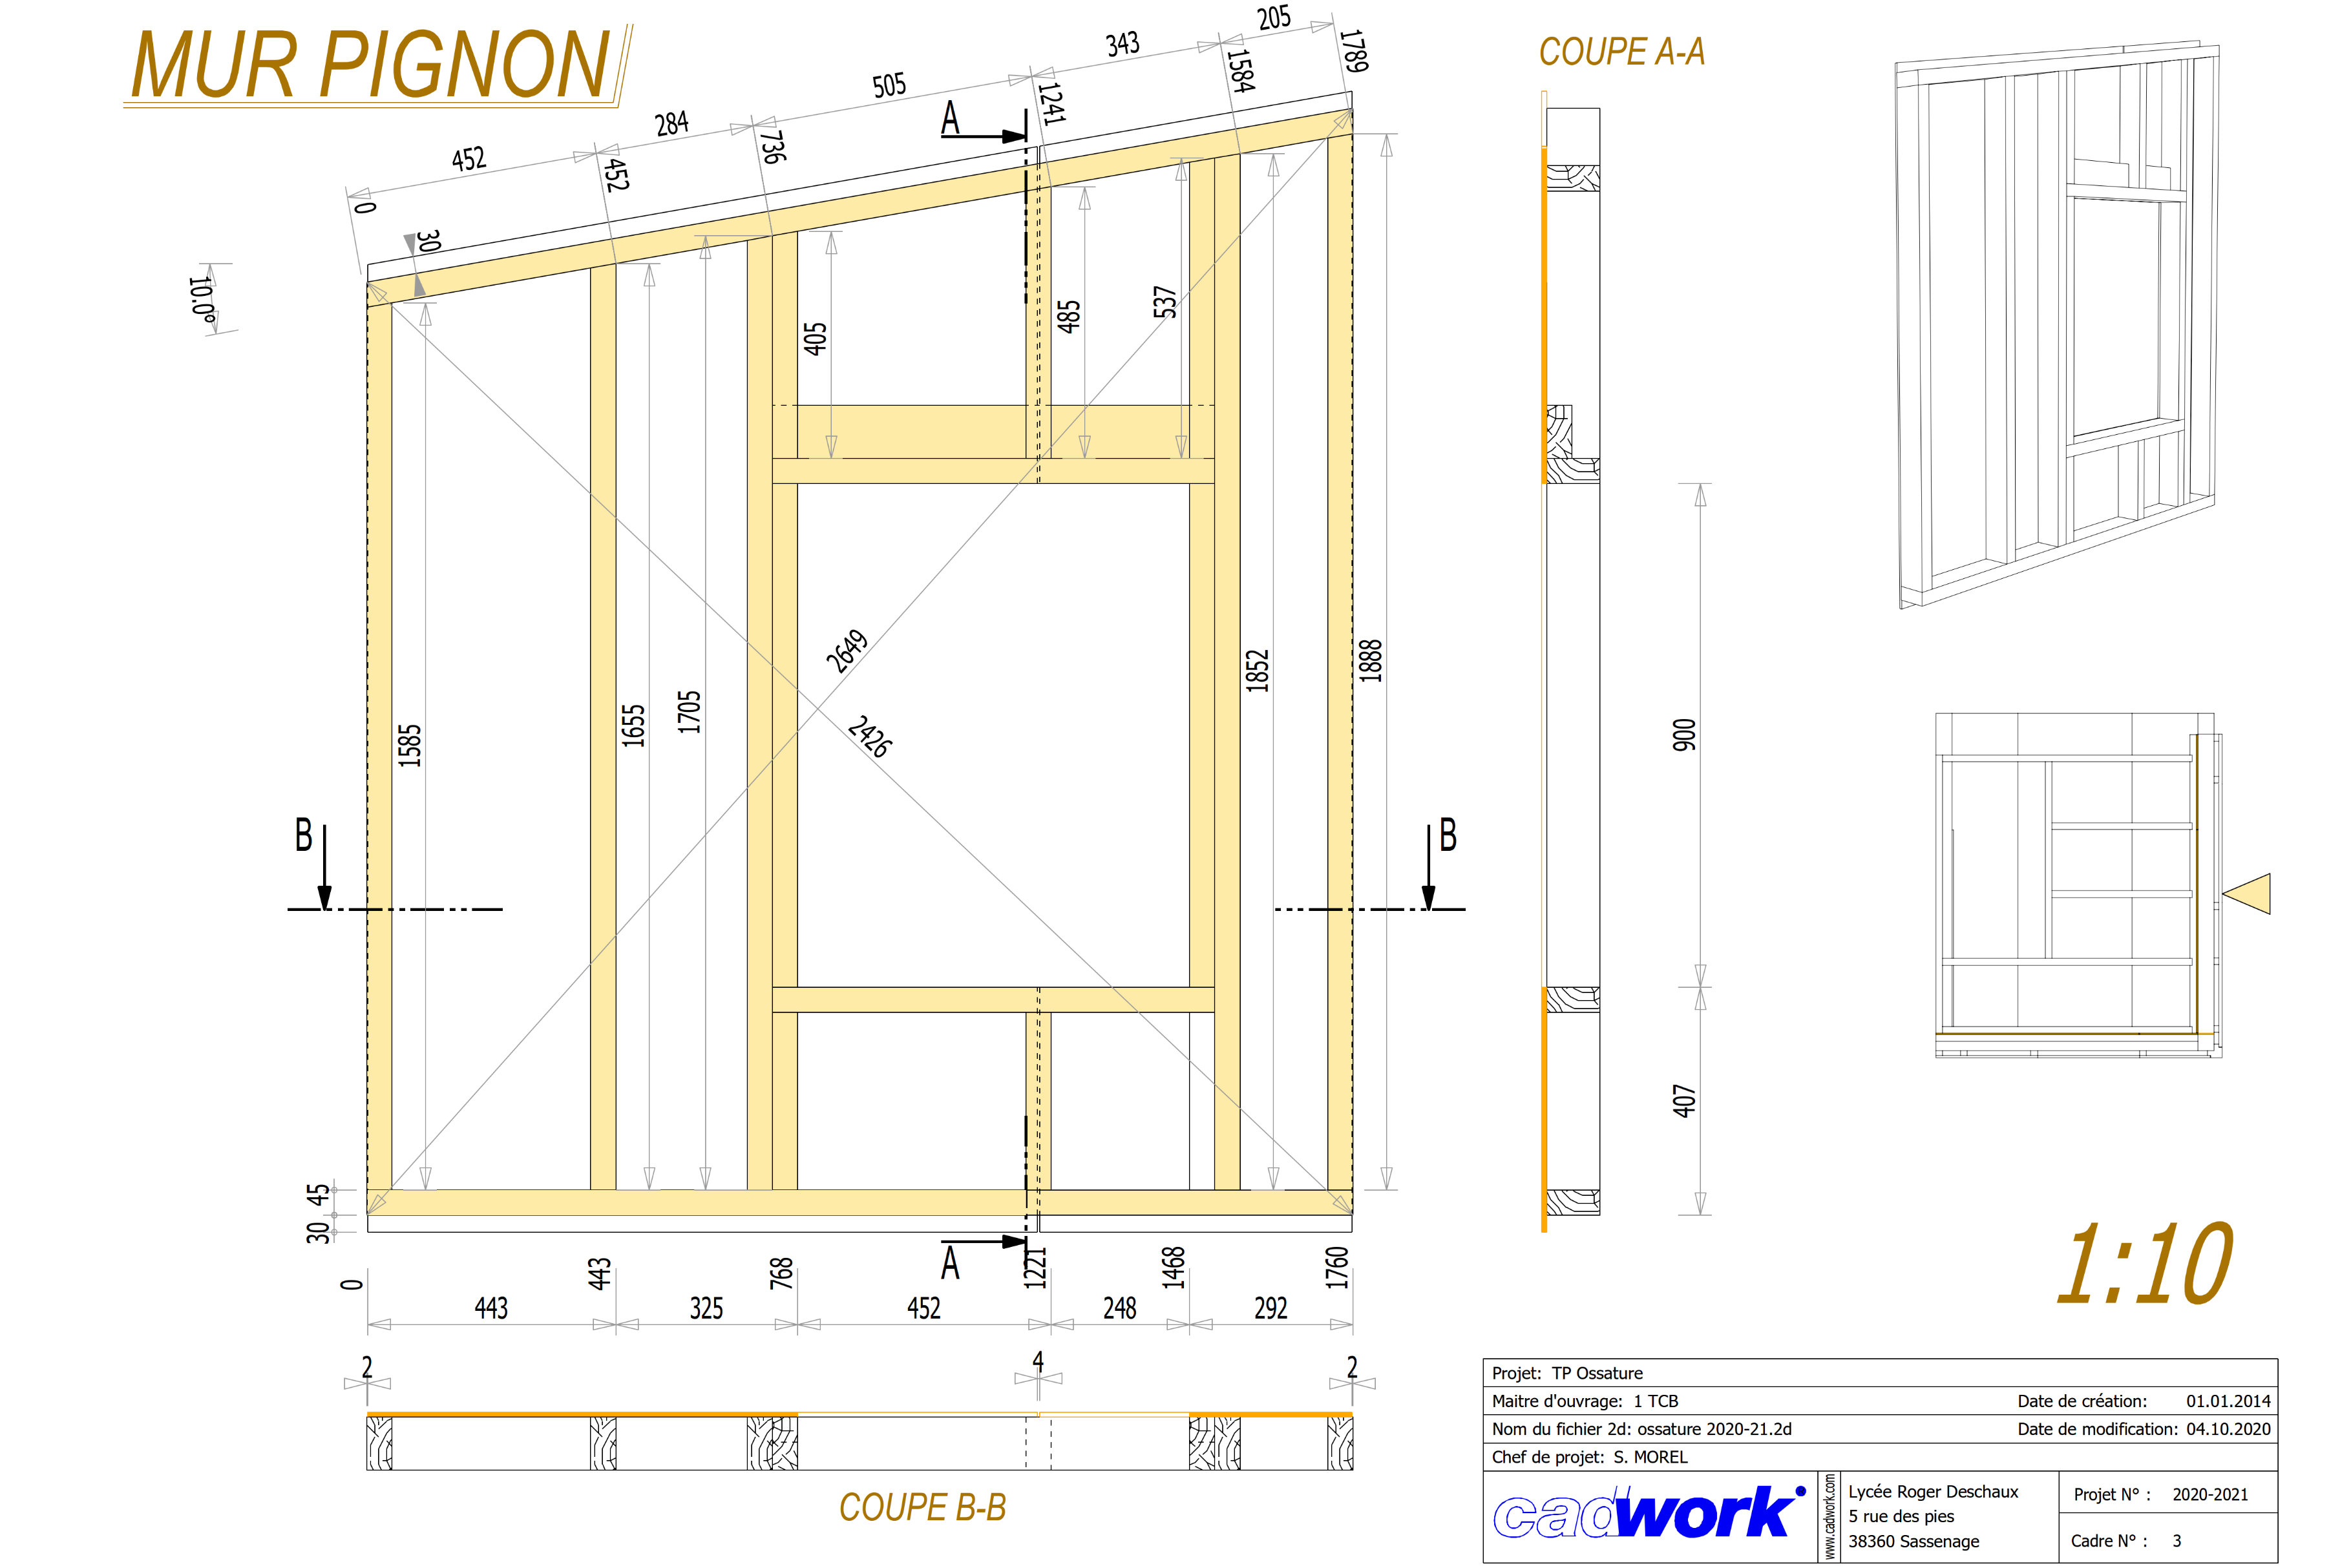 MUR PIGNON
COUPE A-A
452
284
505
343
205
0
452
736
1241
1584
1789
A
30
10.0°
405
485
537
1585
1655
1705
1852
1888
2649
2426
900
407
B
B
45
30
A
0
443
768
1221
1468
1760
443
325
452
248
292
2
4
2
COUPE B-B
1:10
Projet: TP Ossature
Maitre d'ouvrage: 1 TCB Date de création: 01.01.2014
Nom du fichier 2d: ossature 2020-21.2d Date de modification: 04.10.2020
Chef de projet: S. MOREL
cadwork
www.cadwork.com
Lycée Roger Deschaux
5 rue des pies
38360 Sassenage
Projet N° : 2020-2021
Cadre N° : 3